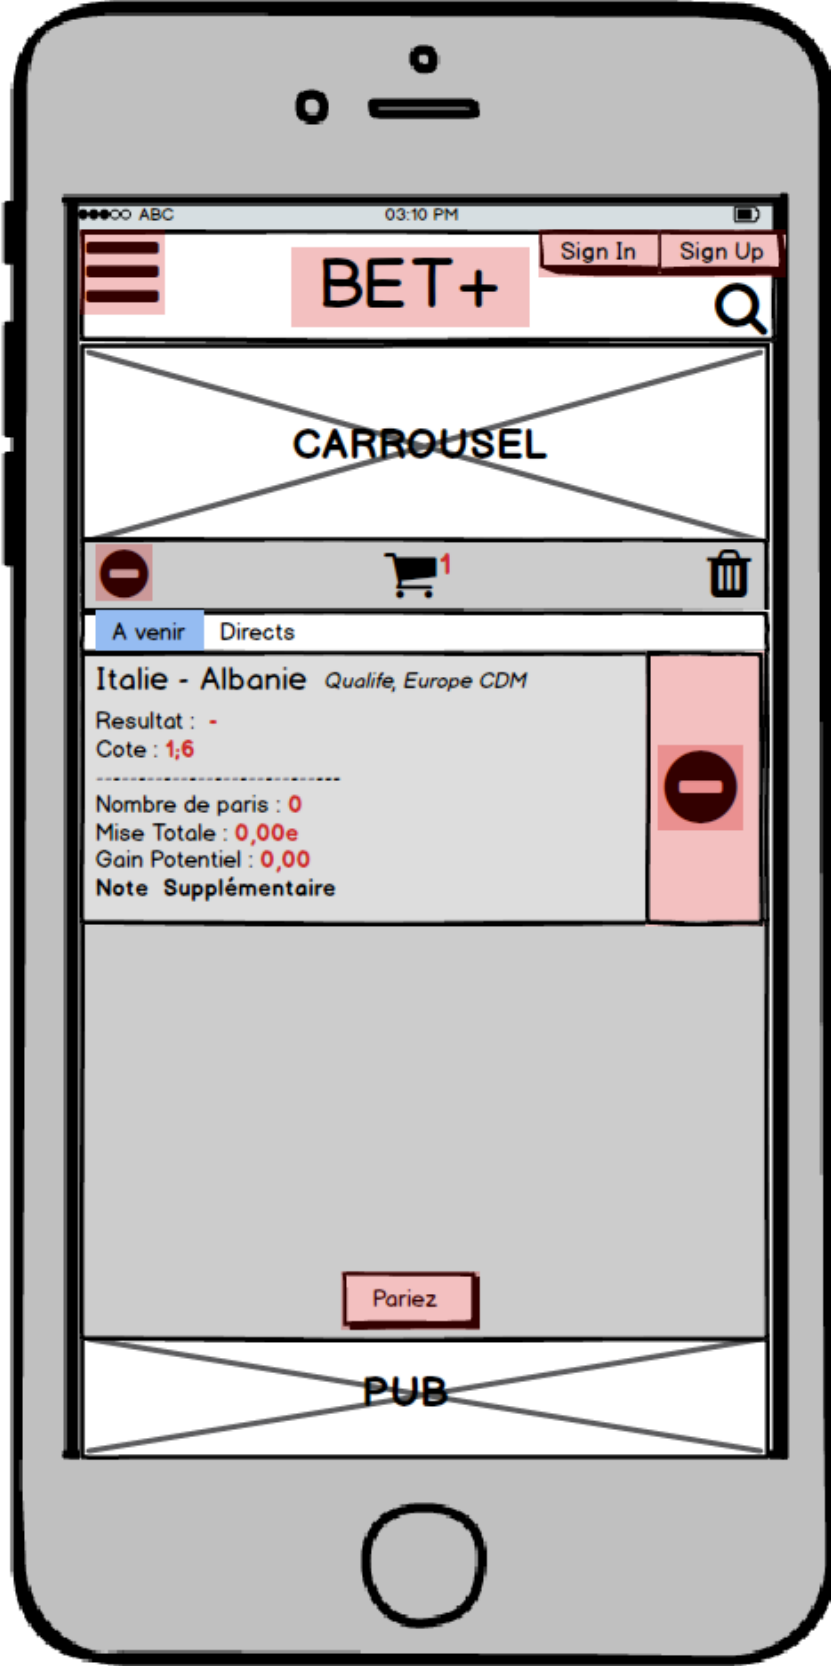 ABC 03:10 PM
Sign In Sign Up
BET+
CARROUSEL
1
A venir Directs
Italie - Albanie Qualife, Europe CDM
Resultat : -
Cote : 1;6
-----------------------------
Nombre de paris : 0
Mise Totale : 0,00e
Gain Potentiel : 0,00
Note Supplémentaire
Pariez
PUB